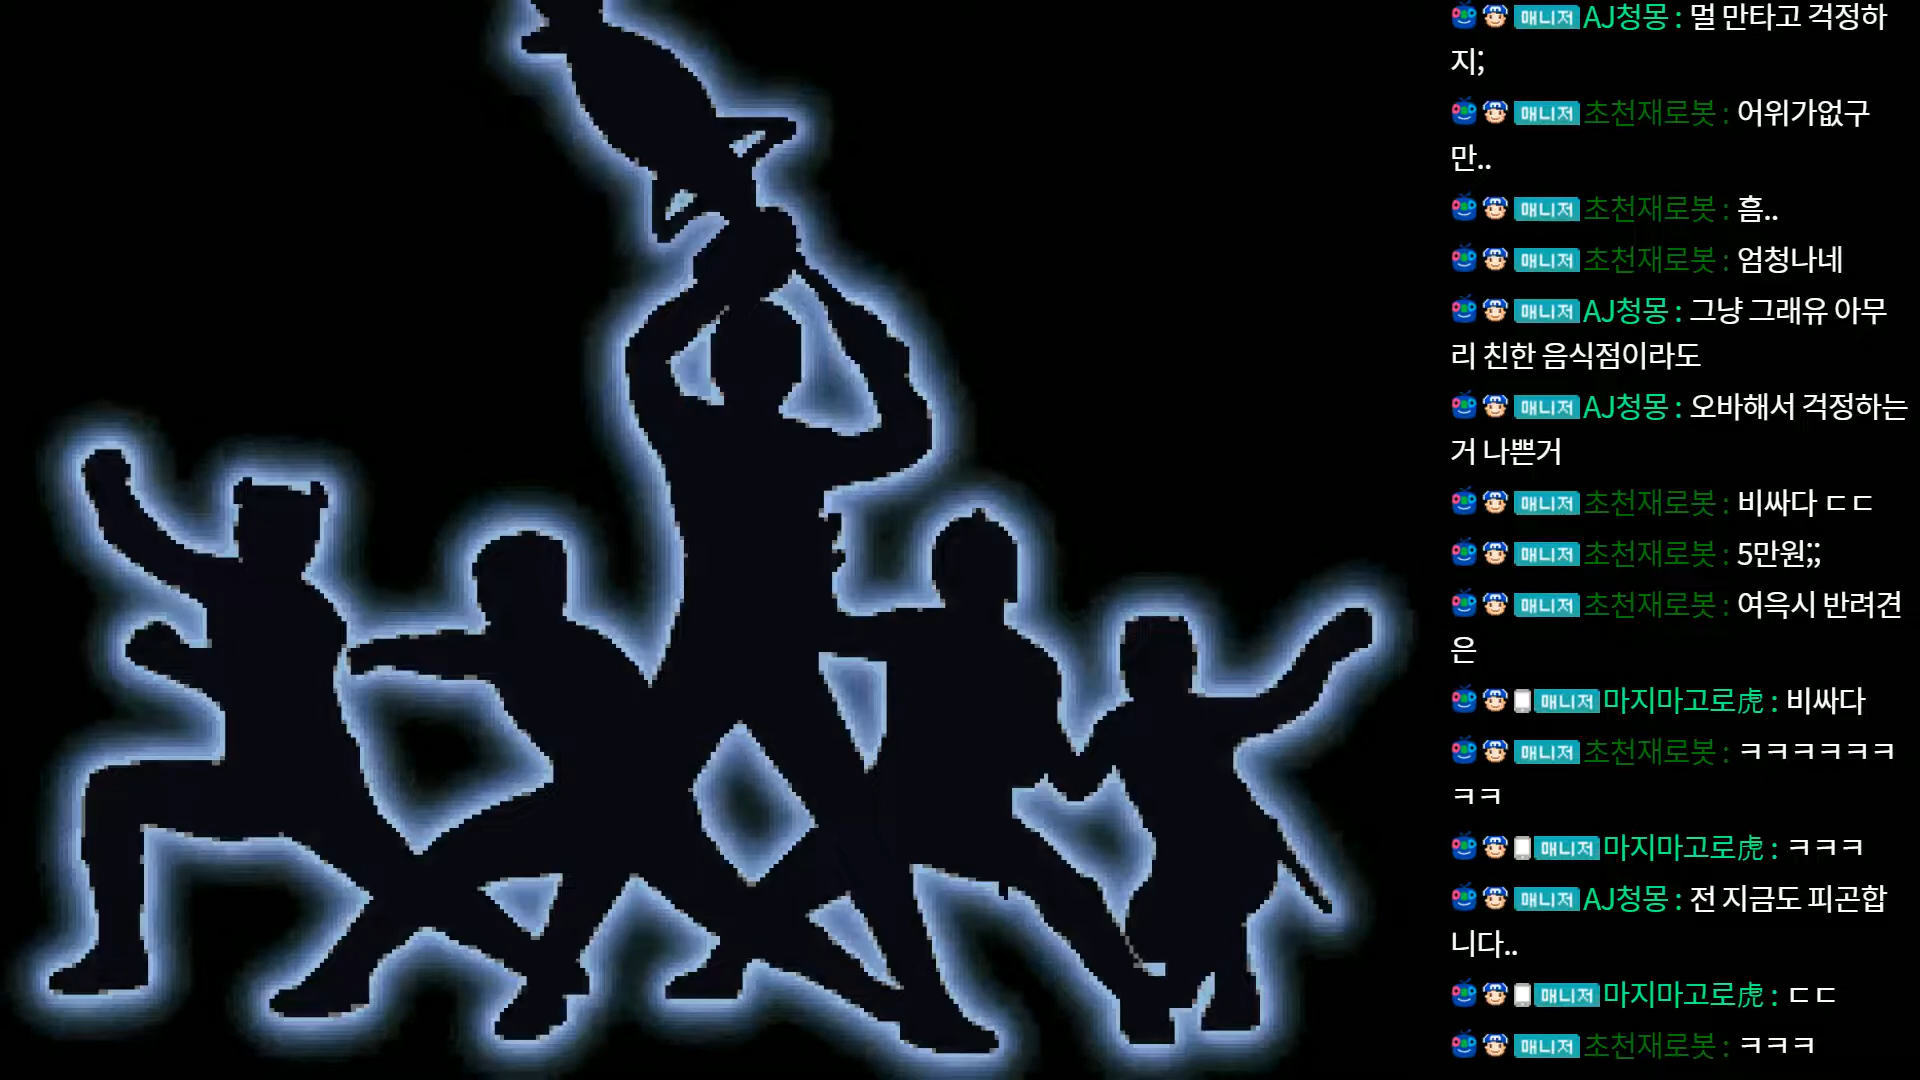 매니저 AJ청몽 : 멀 만타고 걱정하
지;
매니저 초천재로봇 : 어위가없구
만..
매니저 초천재로봇 : 흠..
매니저 초천재로봇 : 엄청나네
매니저 AJ청몽 : 그냥 그래유 아무
리 친한 음식점이라도
매니저 AJ청몽 : 오바해서 걱정하는
거 나쁜거
매니저 초천재로봇 : 비싸다 ㄷㄷ
매니저 초천재로봇 : 5만원;;
매니저 초천재로봇 : 여윽시 반려견
은
매니저 마지마고로虎 : 비싸다
매니저 초천재로봇 : ㅋㅋㅋㅋㅋㅋ
ㅋㅋ
매니저 마지마고로虎 : ㅋㅋㅋ
매니저 AJ청몽 : 전 지금도 피곤합
니다..
매니저 마지마고로虎 : ㄷㄷ
매니저 초천재로봇 : ㅋㅋㅋ